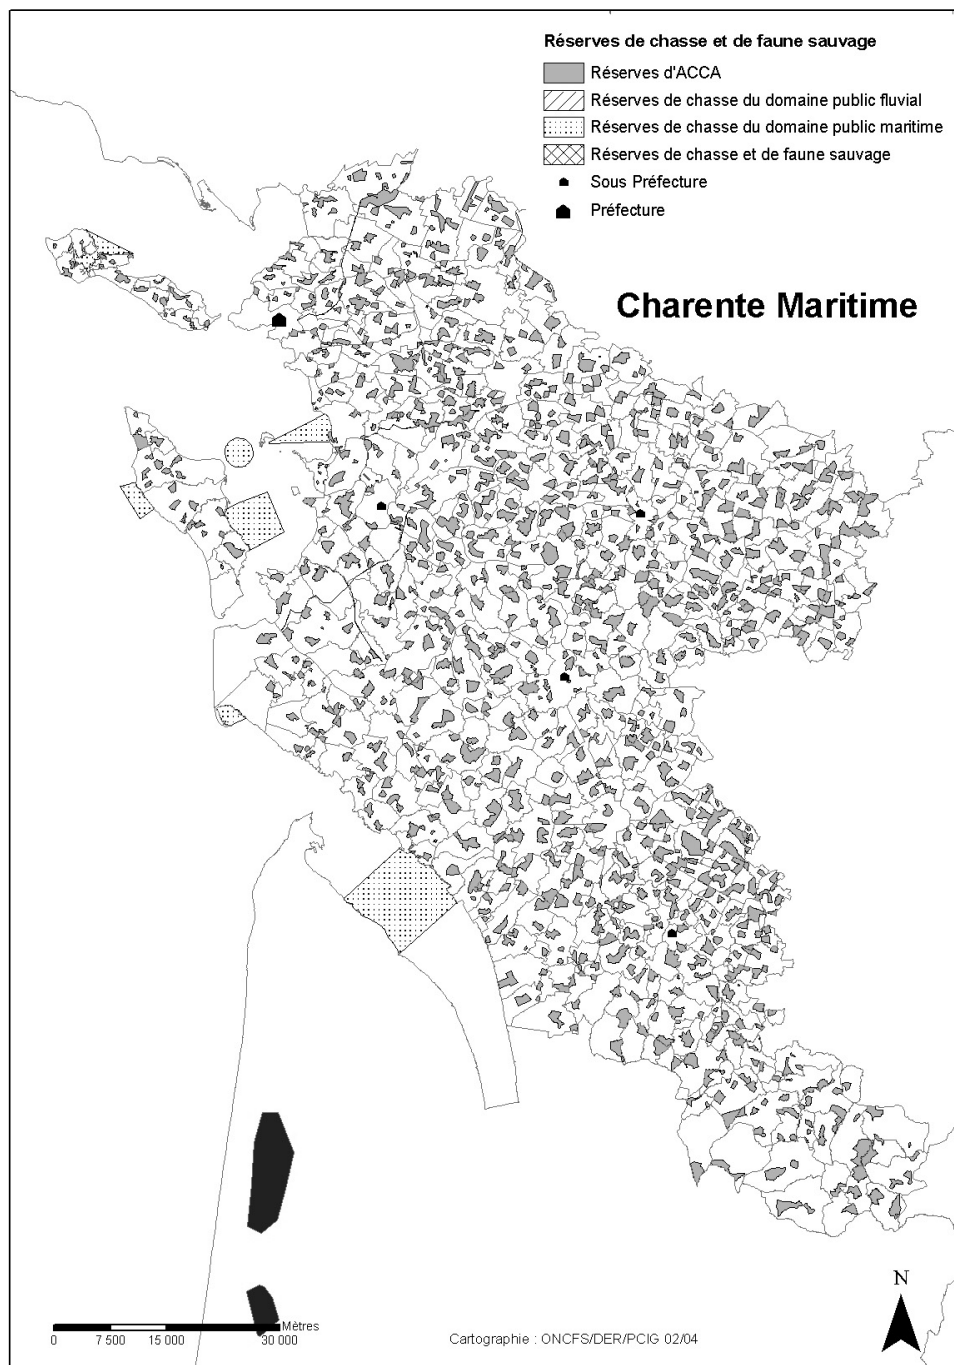 Réserves de chasse et de faune sauvage
Réserves d'ACCA
Réserves de chasse du domaine public fluvial
Réserves de chasse du domaine public maritime
Réserves de chasse et de faune sauvage
Sous Préfecture
Préfecture
Charente Maritime
N
Mètres
0 7 500 15 000 30 000
Cartographie : ONCFS/DER/PCIG 02/04